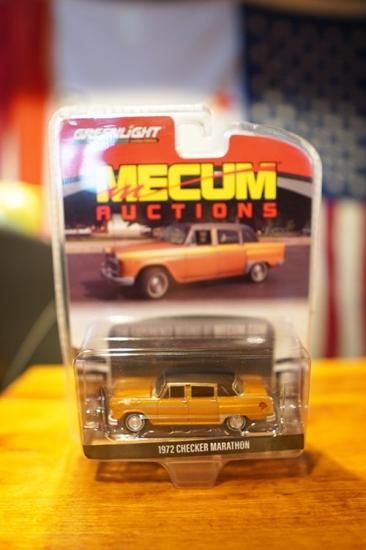 GREENLIGHT
MECUM
AUCTIONS
1972 CHECKER MARATHON